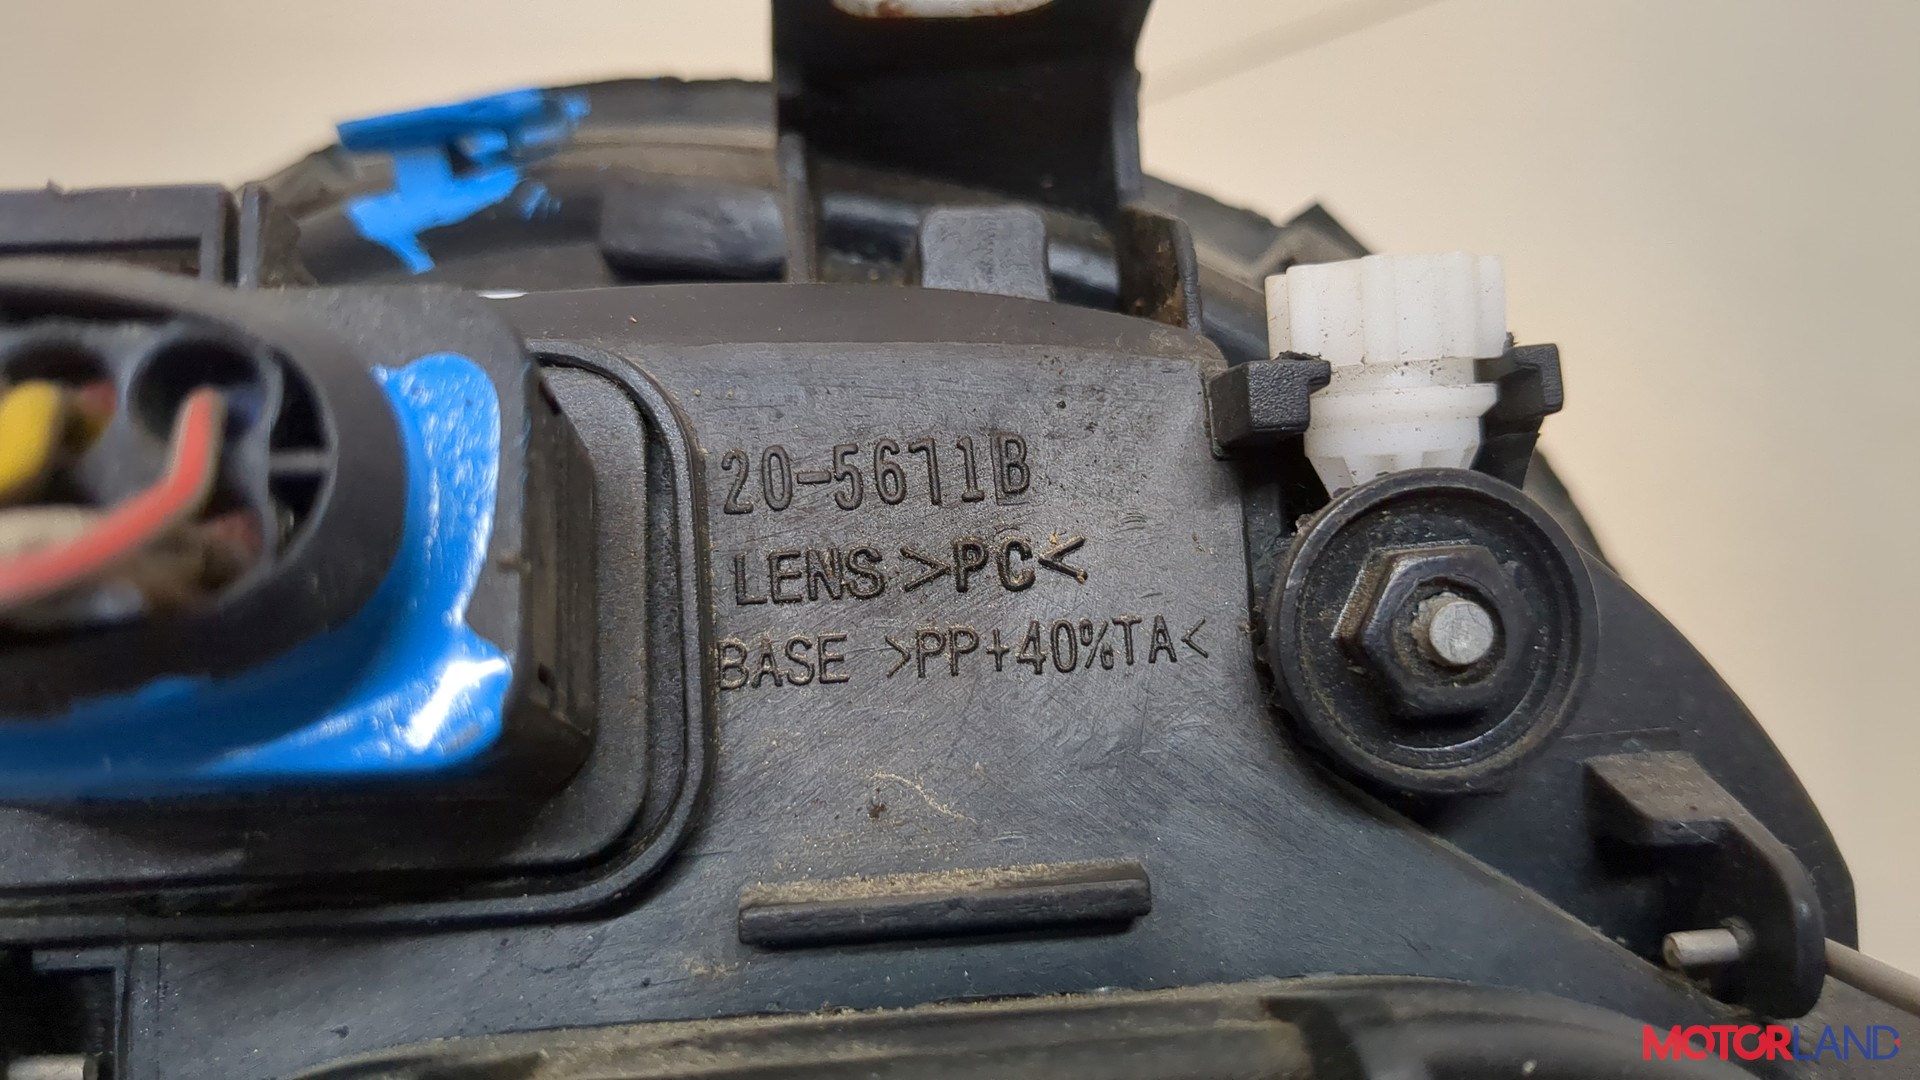 20-5671B
LENS >PC<
BASE >PP+40%TA<
MOTORLAND